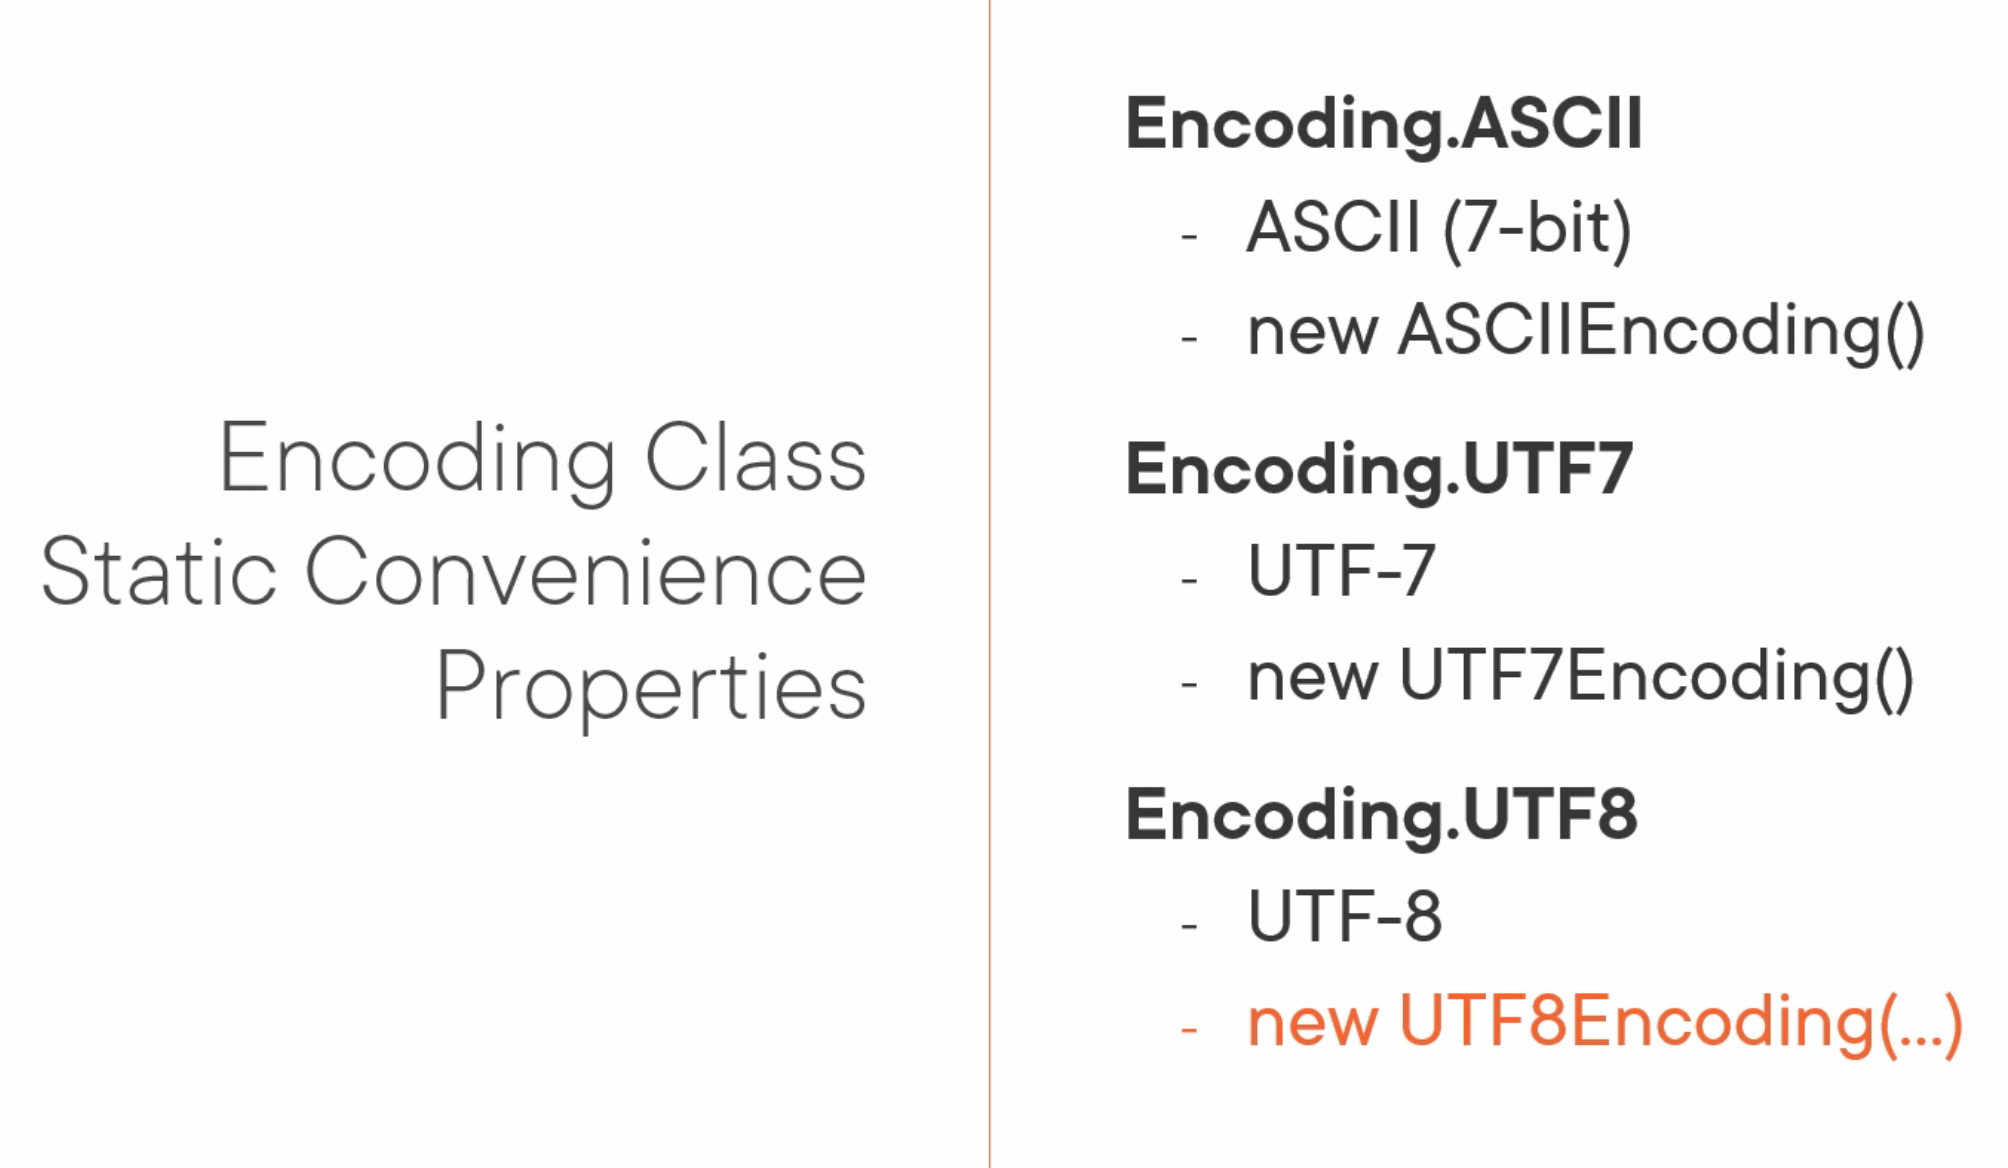 Encoding Class
Static Convenience
Properties
Encoding.ASCII
- ASCII (7-bit)
- new ASCIIEncoding()
Encoding.UTF7
- UTF-7
- new UTF7Encoding()
Encoding.UTF8
- UTF-8
- new UTF8Encoding(...)